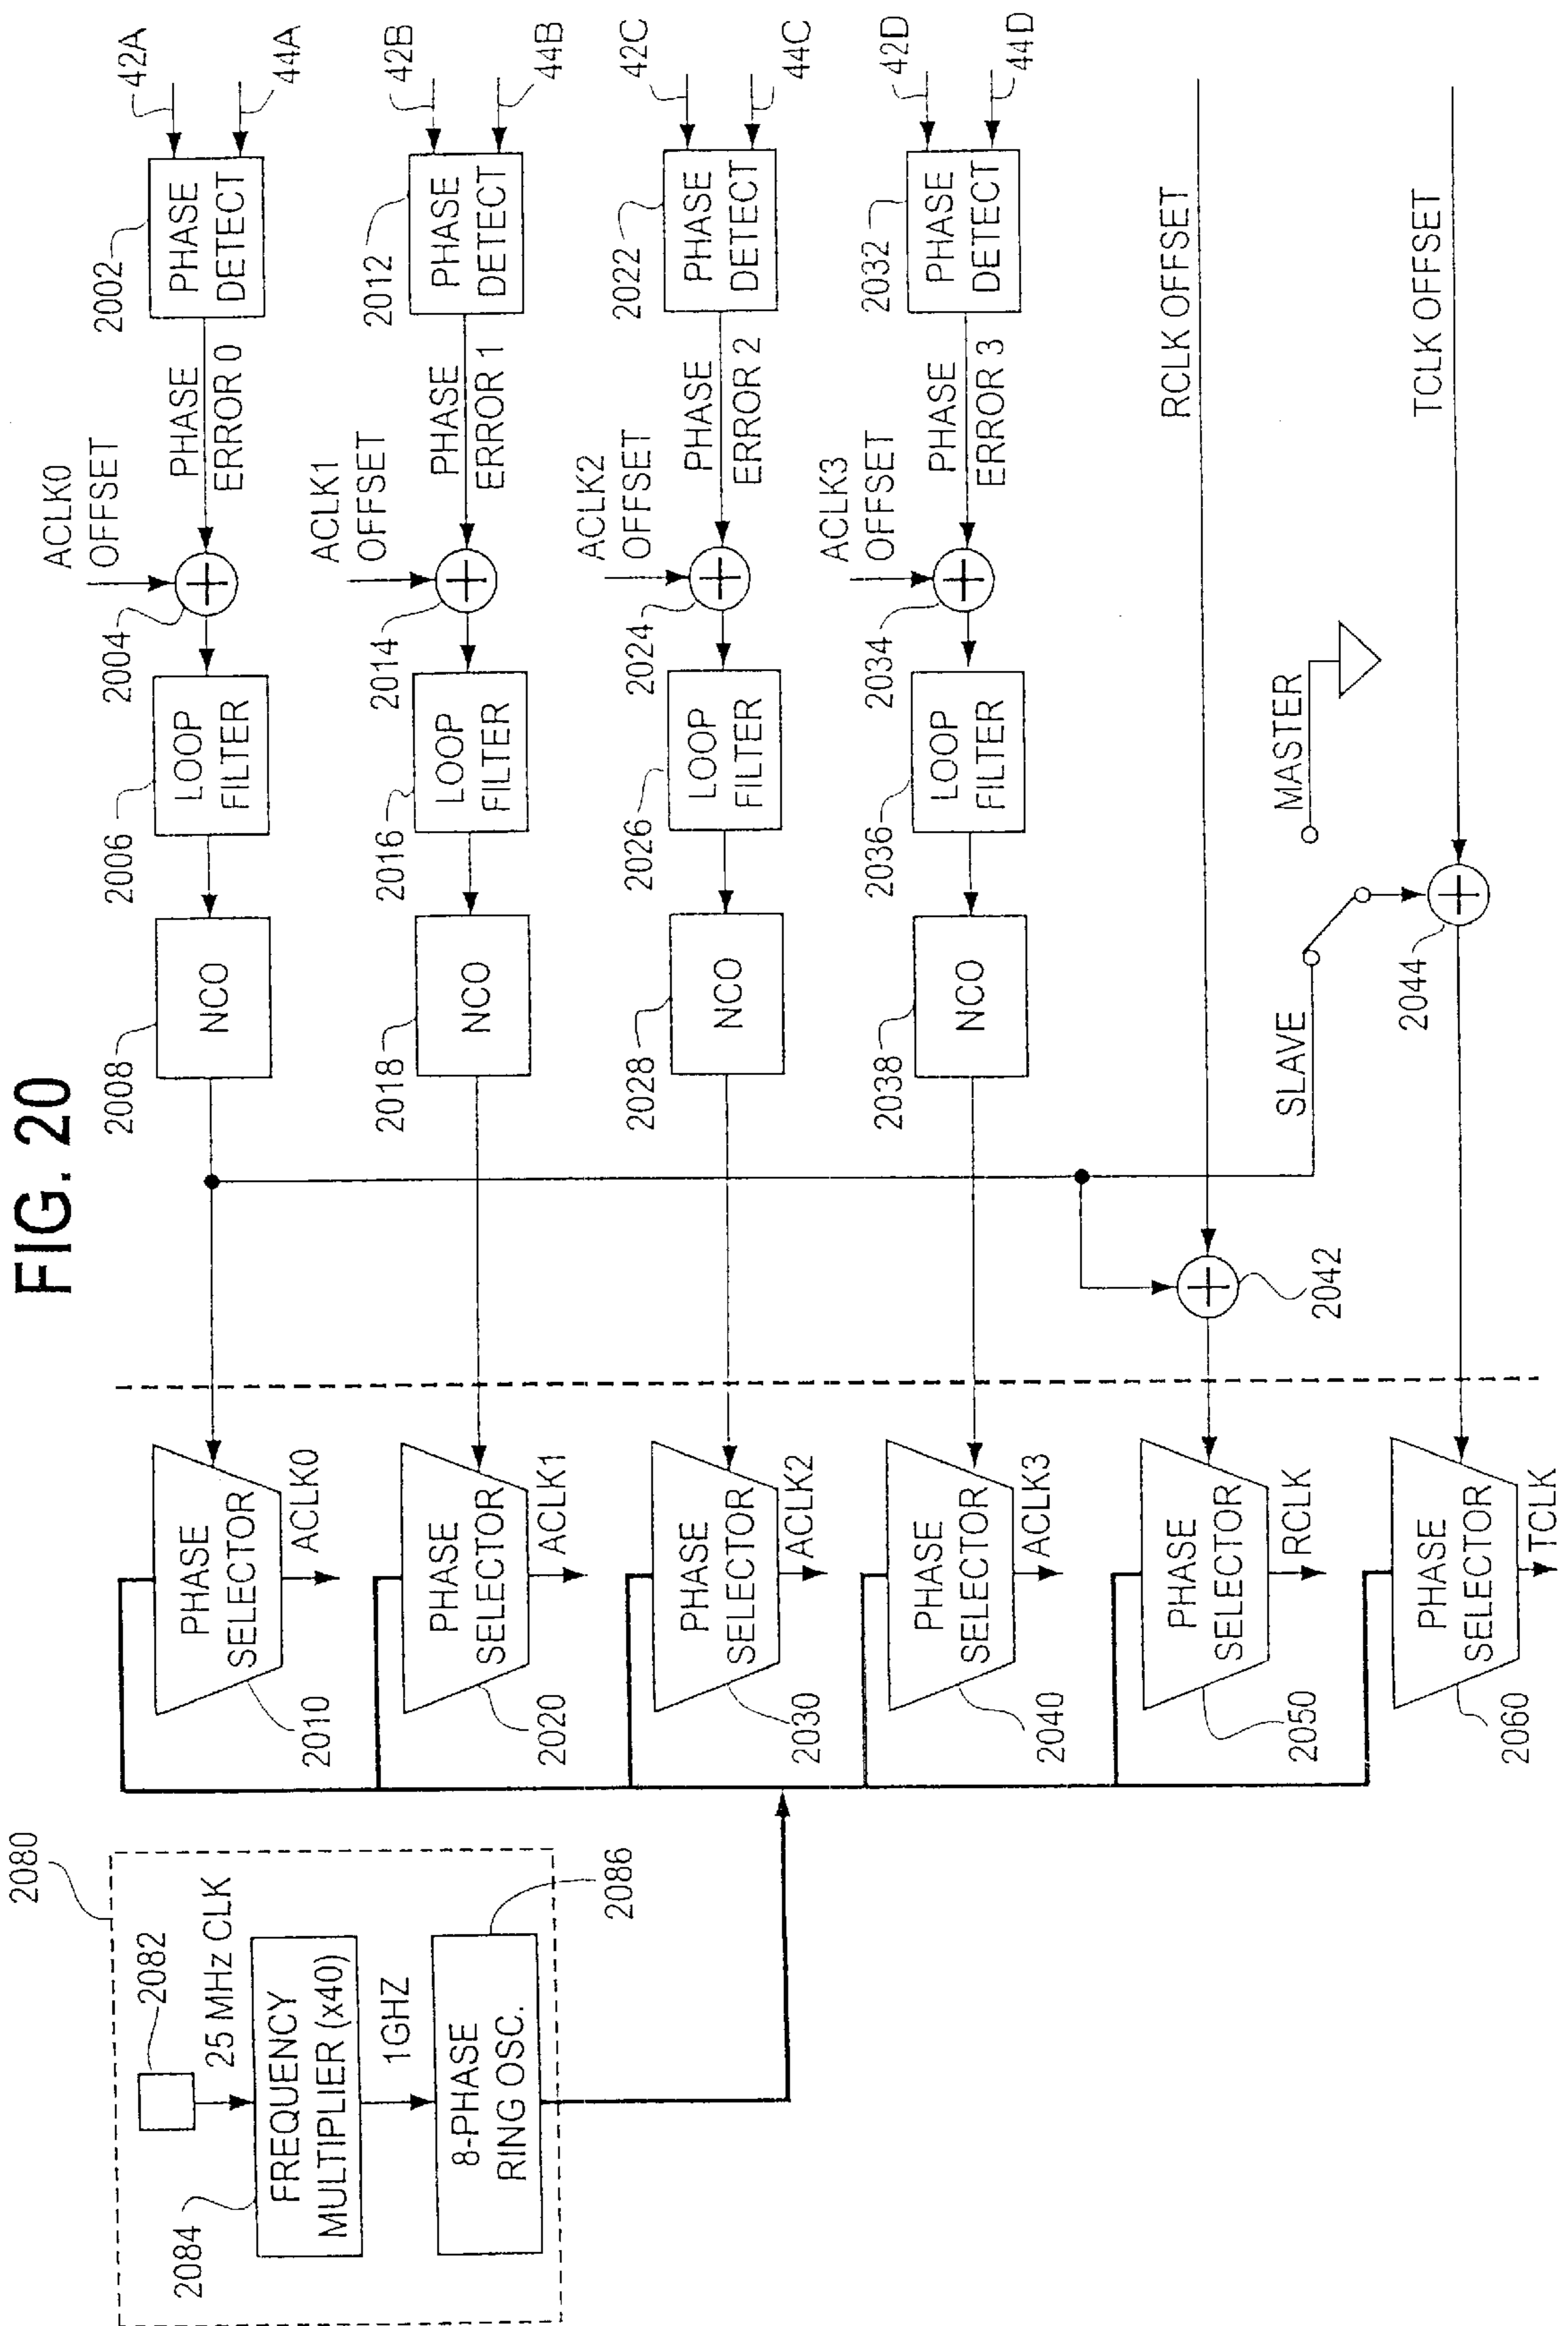 FIG. 20
2080
2082
25 MHz CLK
2084
FREQUENCY
MULTIPLIER (x40)
1GHZ
8-PHASE
RING OSC.
2086
PHASE
SELECTOR
2010
ACLK0
2008
NCO
2006
LOOP
FILTER
2004
ACLK0
OFFSET
PHASE
ERROR 0
2002
PHASE
DETECT
42A
44A
PHASE
SELECTOR
2020
ACLK1
2018
NCO
2016
LOOP
FILTER
2014
ACLK1
OFFSET
PHASE
ERROR 1
2012
PHASE
DETECT
42B
44B
PHASE
SELECTOR
2030
ACLK2
2028
NCO
2026
LOOP
FILTER
2024
ACLK2
OFFSET
PHASE
ERROR 2
2022
PHASE
DETECT
42C
44C
PHASE
SELECTOR
2040
ACLK3
2038
NCO
2036
LOOP
FILTER
2034
ACLK3
OFFSET
PHASE
ERROR 3
2032
PHASE
DETECT
42D
44D
PHASE
SELECTOR
2050
RCLK
2042
RCLK OFFSET
SLAVE
MASTER
PHASE
SELECTOR
2060
TCLK
2044
TCLK OFFSET